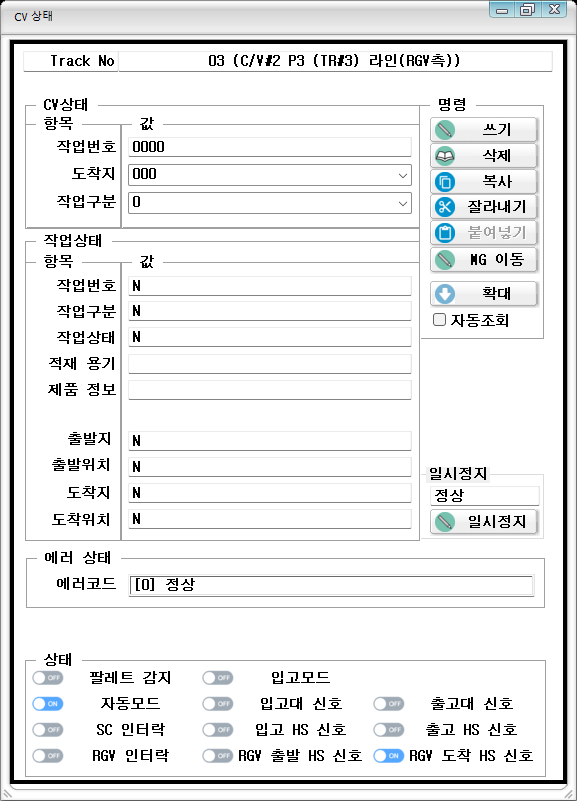 CV 상태
Track No 03 (C/V#2 P3 (TR#3) 라인(RGV측))
CV상태
항목 값
작업번호 0000
도착지 000
작업구분 0
명령
쓰기
삭제
복사
잘라내기
붙여넣기
MG 이동
확대
자동조회
작업상태
항목 값
작업번호 N
작업구분 N
작업상태 N
적재 용기
제품 정보
출발지 N
출발위치 N
도착지 N
도착위치 N
일시정지
정상
일시정지
에러 상태
에러코드 [0] 정상
상태
OFF 팔레트 감지 OFF 입고모드
ON 자동모드 OFF 입고대 신호 OFF 출고대 신호
OFF SC 인터락 OFF 입고 HS 신호 OFF 출고 HS 신호
OFF RGV 인터락 OFF RGV 출발 HS 신호 ON RGV 도착 HS 신호